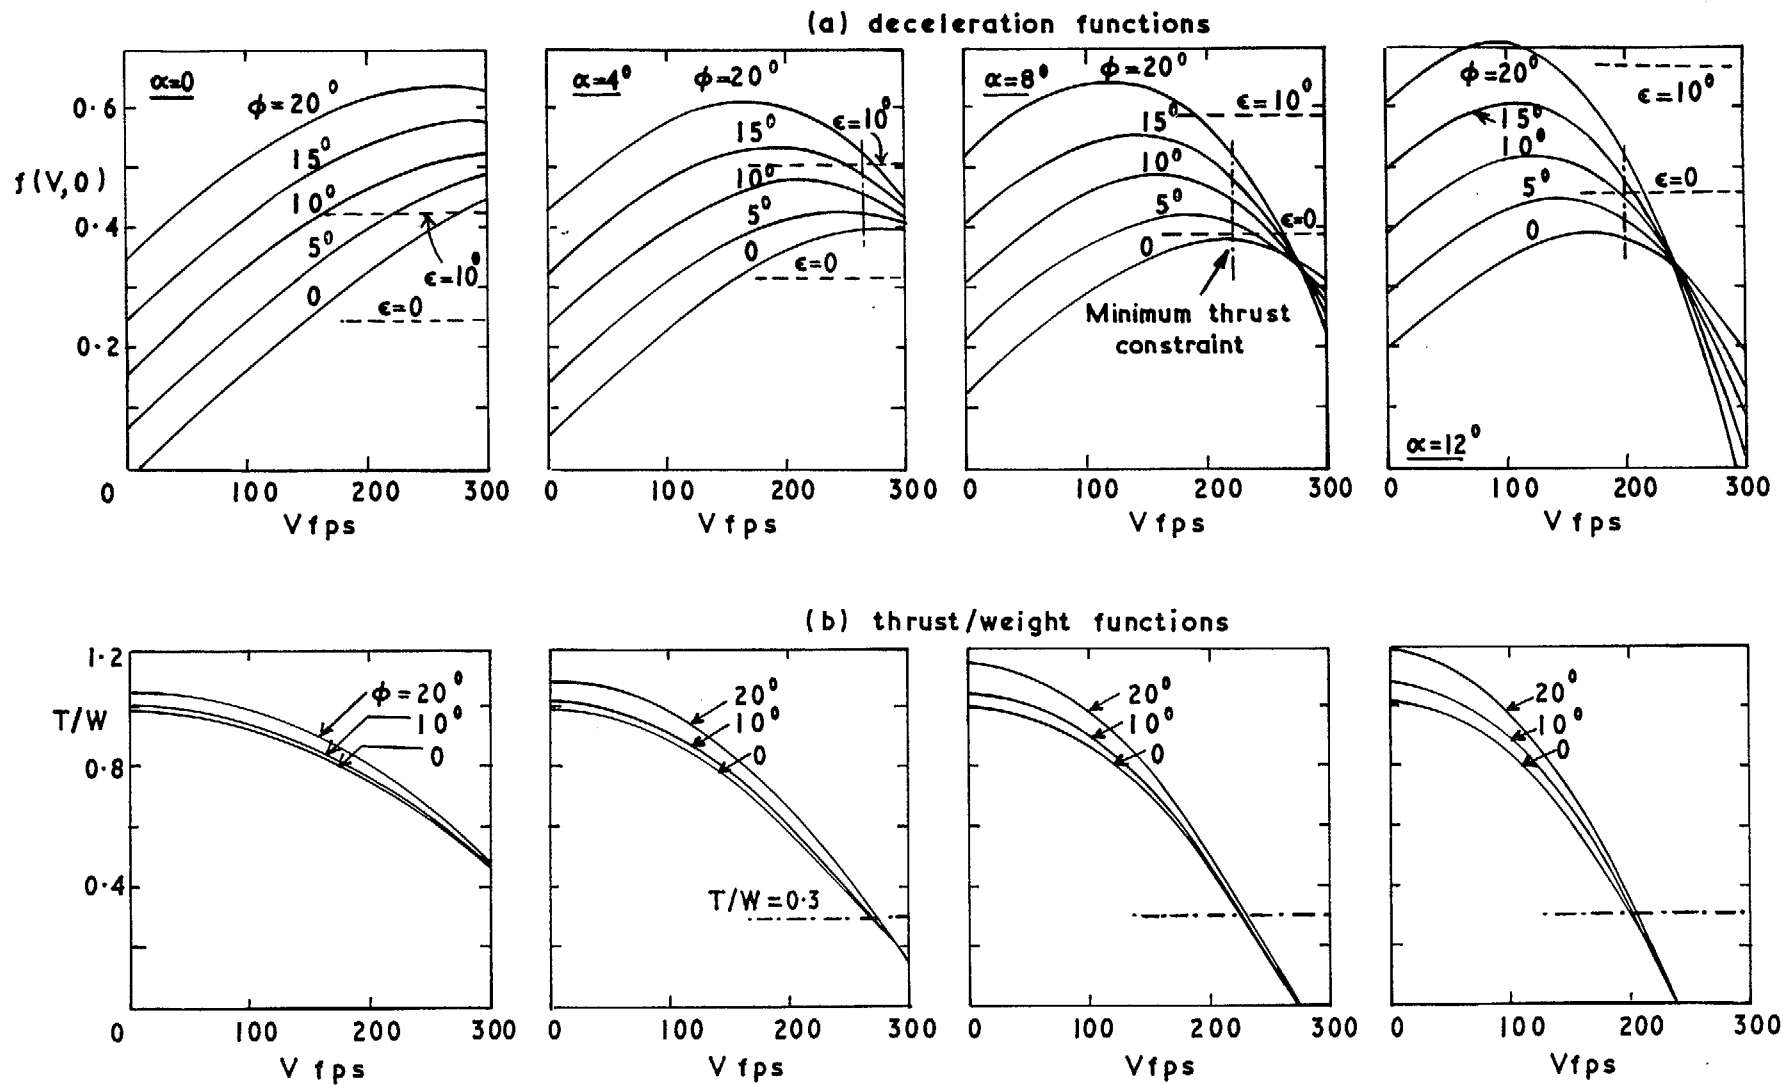 (a) deceleration functions
α=0
ϕ=20°
15°
10°
5°
0
ϵ=10°
ϵ=0
0·6
f(V,0)
0·4
0·2
0 100 200 300
V fps
α=4°
ϕ=20°
15°
10°
5°
0
ϵ=10°
ϵ=0
0 100 200 300
V fps
α=8°
ϕ=20°
15°
10°
5°
0
ϵ=10°
ϵ=0
Minimum thrust
constraint
0 100 200 300
V fps
ϕ=20°
15°
10°
5°
0
ϵ=10°
ϵ=0
α=12°
0 100 200 300
V fps
(b) thrust/weight functions
1·2
T/W
0·8
0·4
ϕ=20°
10°
0
0 100 200 300
V fps
20°
10°
0
T/W=0·3
0 100 200 300
V fps
20°
10°
0
0 100 200 300
V fps
20°
10°
0
0 100 200 300
Vfps